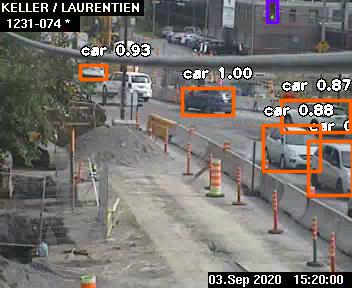 KELLER / LAURENTIEN
1231-074 *
car 0.93
car 1.00
car 0.87
car 0.88
car
03.Sep 2020 15:20:00